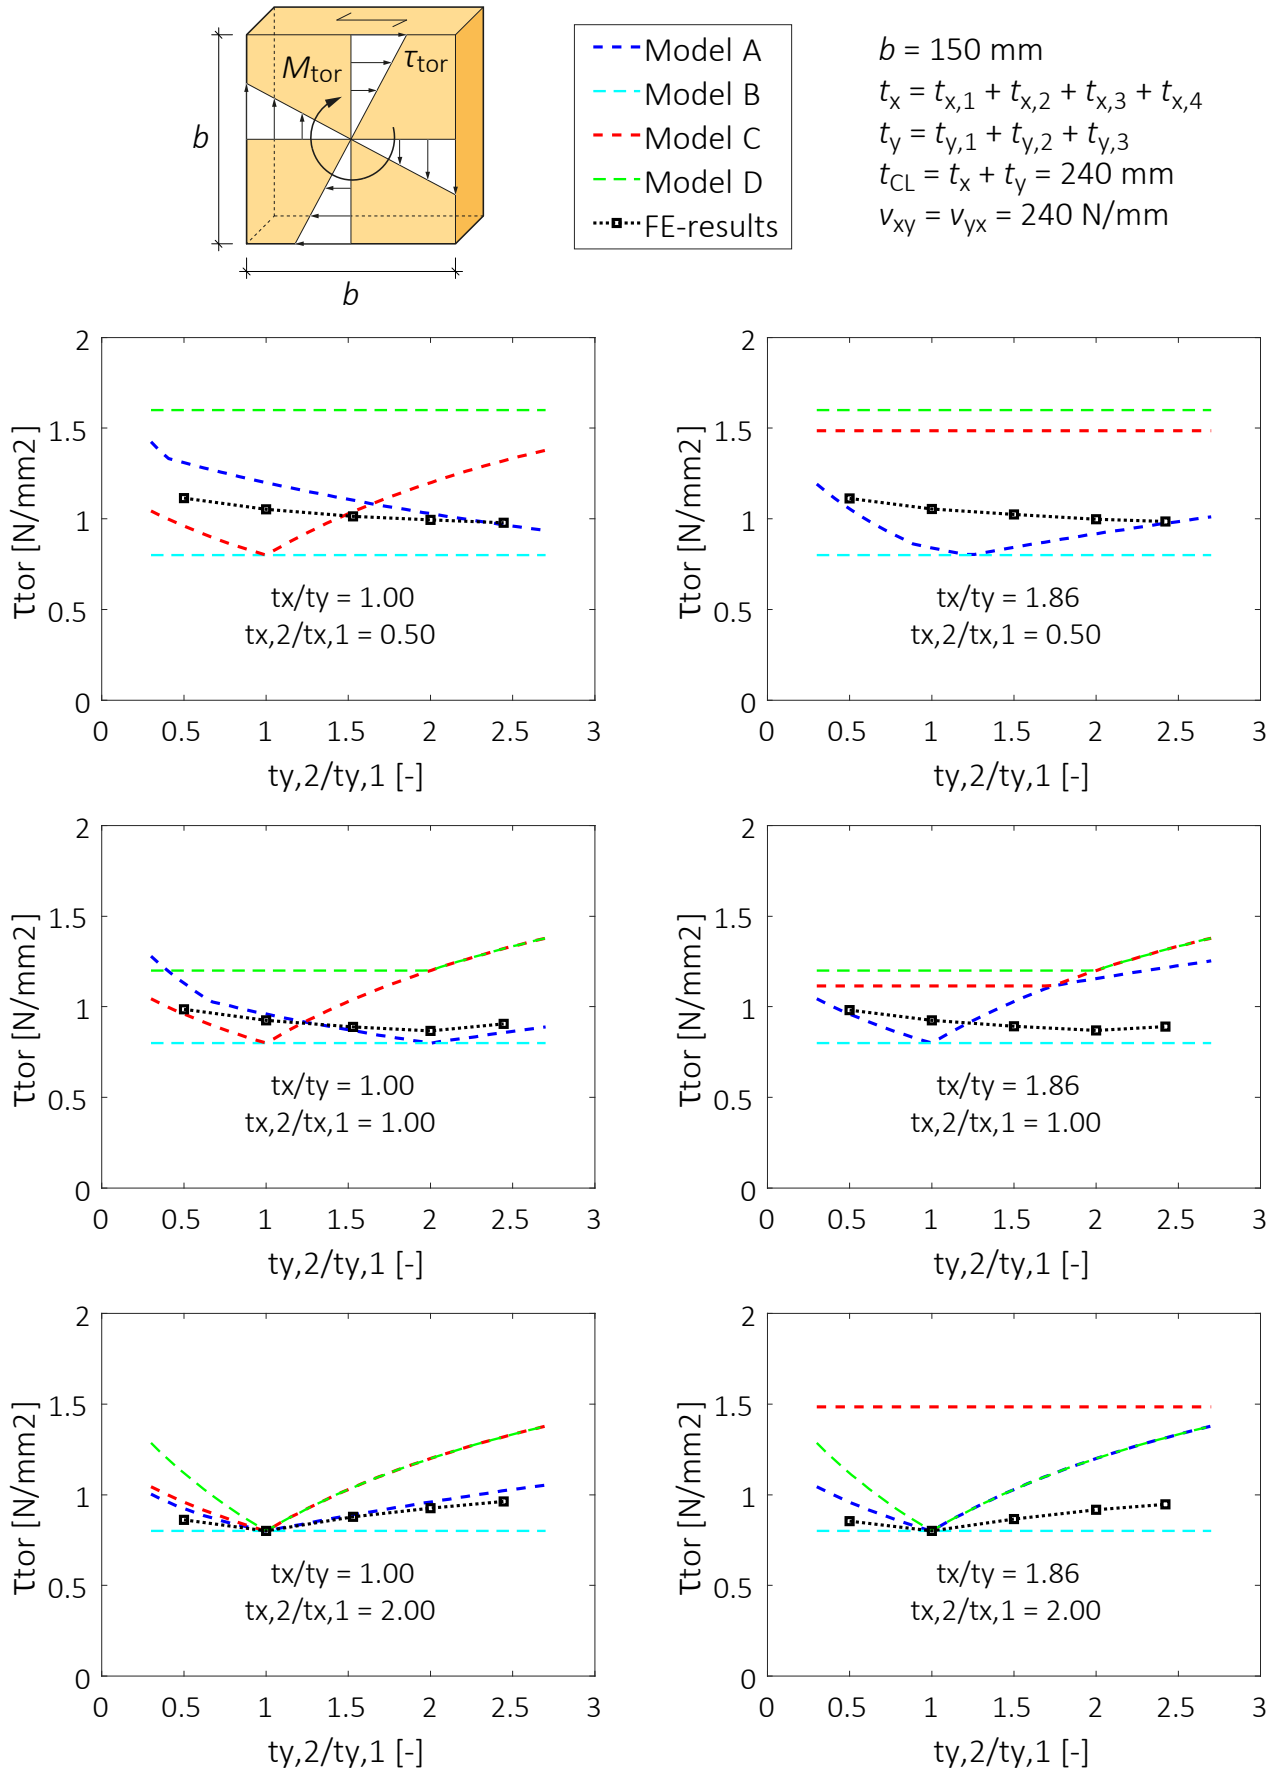 M_tor
τ_tor
b
b
Model A
Model B
Model C
Model D
FE-results
b = 150 mm
t_x = t_x,1 + t_x,2 + t_x,3 + t_x,4
t_y = t_y,1 + t_y,2 + t_y,3
t_CL = t_x + t_y = 240 mm
v_xy = v_yx = 240 N/mm
τtor [N/mm2]
2
1.5
1
0.5
0
tx/ty = 1.00
tx,2/tx,1 = 0.50
0 0.5 1 1.5 2 2.5 3
ty,2/ty,1 [-]
τtor [N/mm2]
2
1.5
1
0.5
0
tx/ty = 1.86
tx,2/tx,1 = 0.50
0 0.5 1 1.5 2 2.5 3
ty,2/ty,1 [-]
τtor [N/mm2]
2
1.5
1
0.5
0
tx/ty = 1.00
tx,2/tx,1 = 1.00
0 0.5 1 1.5 2 2.5 3
ty,2/ty,1 [-]
τtor [N/mm2]
2
1.5
1
0.5
0
tx/ty = 1.86
tx,2/tx,1 = 1.00
0 0.5 1 1.5 2 2.5 3
ty,2/ty,1 [-]
τtor [N/mm2]
2
1.5
1
0.5
0
tx/ty = 1.00
tx,2/tx,1 = 2.00
0 0.5 1 1.5 2 2.5 3
ty,2/ty,1 [-]
τtor [N/mm2]
2
1.5
1
0.5
0
tx/ty = 1.86
tx,2/tx,1 = 2.00
0 0.5 1 1.5 2 2.5 3
ty,2/ty,1 [-]